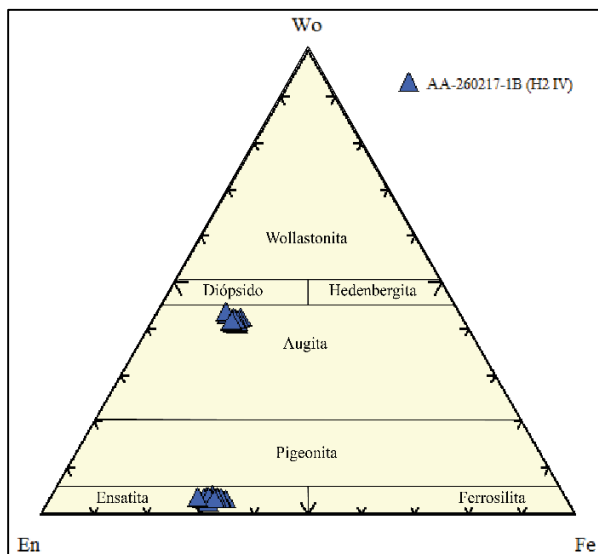 Wo
AA-260217-1B (H2 IV)
Wollastonita
Diópsido Hedenbergita
Augita
Pigeonita
Ensatita Ferrosilita
En Fe